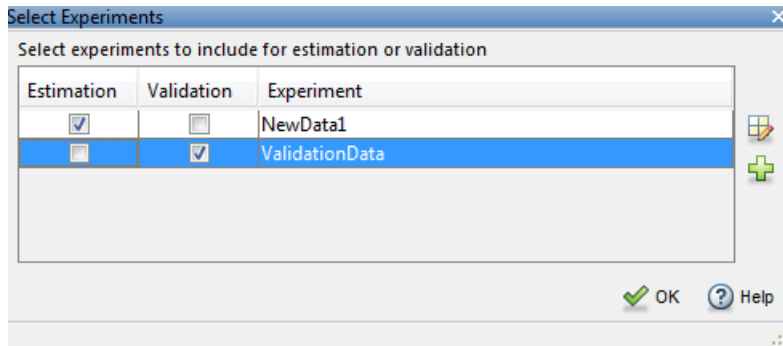 Select Experiments
Select experiments to include for estimation or validation
Estimation Validation Experiment
NewData1
ValidationData
OK Help